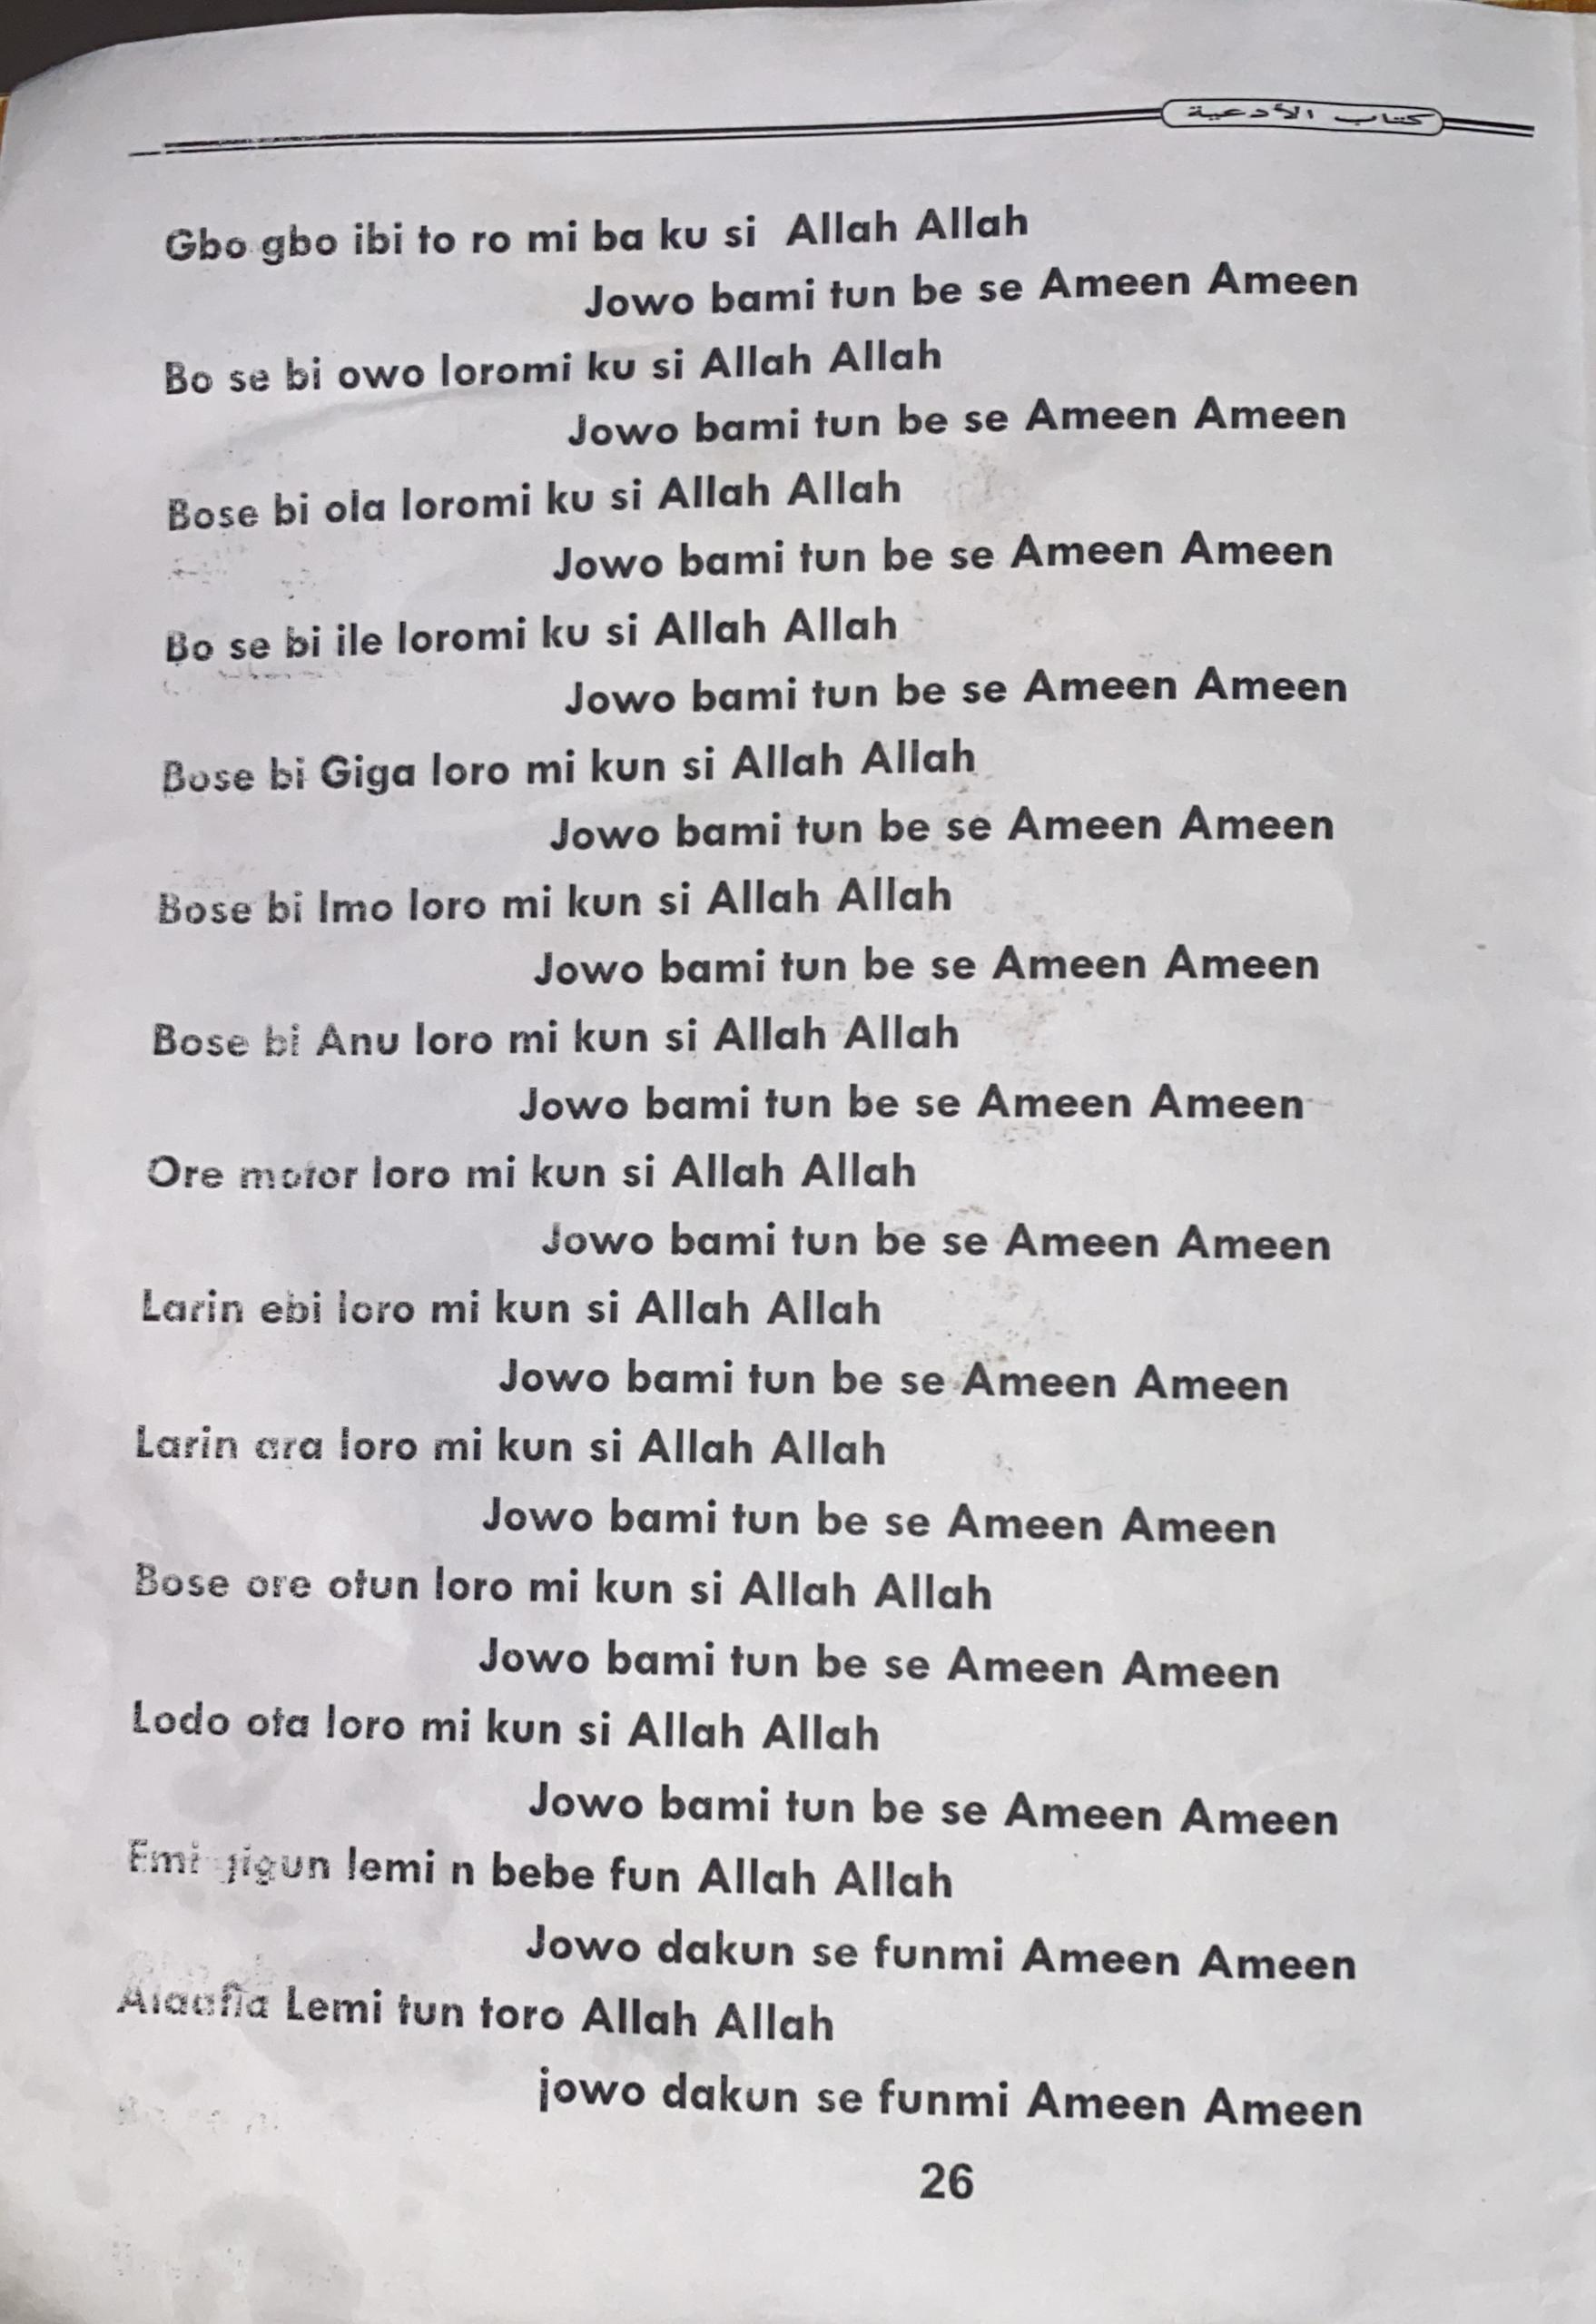 كتاب الأدعية
Gbo gbo ibi to ro mi ba ku si Allah Allah
Jowo bami tun be se Ameen Ameen
Bo se bi owo loromi ku si Allah Allah
Jowo bami tun be se Ameen Ameen
Bose bi ola loromi ku si Allah Allah
Jowo bami tun be se Ameen Ameen
Bo se bi ile loromi ku si Allah Allah
Jowo bami tun be se Ameen Ameen
Bose bi Giga loro mi kun si Allah Allah
Jowo bami tun be se Ameen Ameen
Bose bi Imo loro mi kun si Allah Allah
Jowo bami tun be se Ameen Ameen
Bose bi Anu loro mi kun si Allah Allah
Jowo bami tun be se Ameen Ameen
Ore motor loro mi kun si Allah Allah
Jowo bami tun be se Ameen Ameen
Larin ebi loro mi kun si Allah Allah
Jowo bami tun be se Ameen Ameen
Larin ara loro mi kun si Allah Allah
Jowo bami tun be se Ameen Ameen
Bose ore otun loro mi kun si Allah Allah
Jowo bami tun be se Ameen Ameen
Lodo ota loro mi kun si Allah Allah
Jowo bami tun be se Ameen Ameen
Emi jigun lemi n bebe fun Allah Allah
Jowo dakun se funmi Ameen Ameen
Alaafia Lemi tun toro Allah Allah
jowo dakun se funmi Ameen Ameen
26